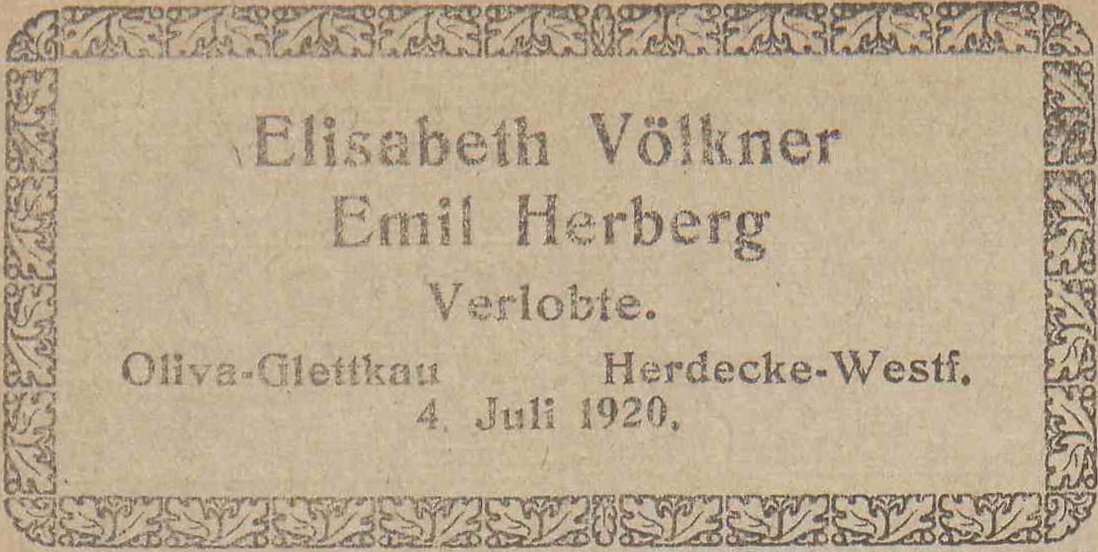 Elisabeth Völkner
Emil Herberg
Verlobte.
Oliva-Glettkau Herdecke-Westf.
4. Juli 1920.